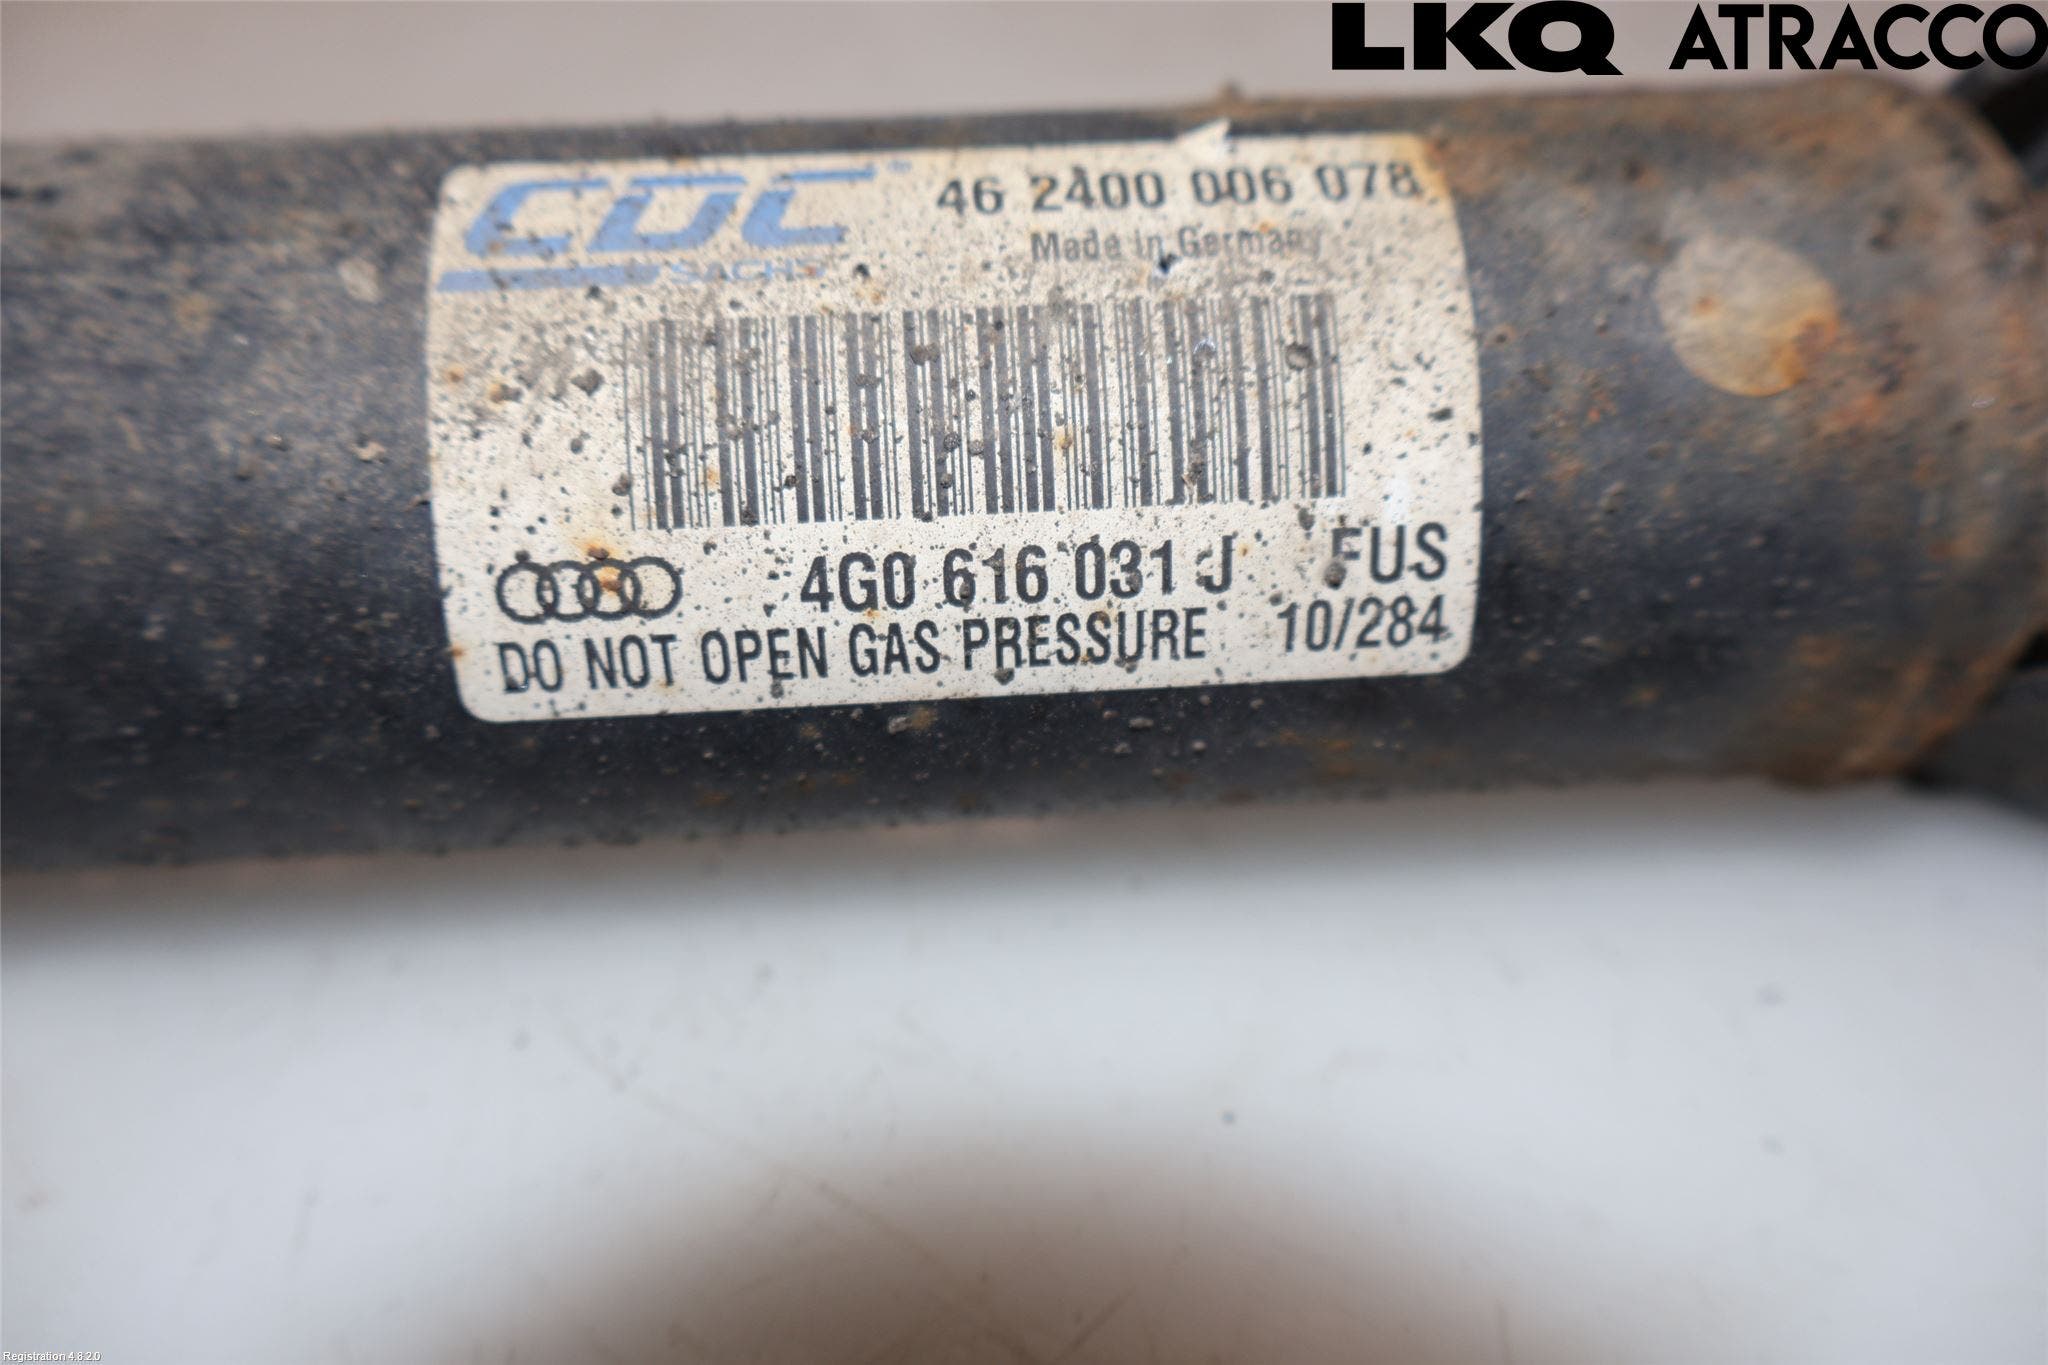 LKQ ATRACCO
CDC® 46 2400 006 078
SACHS Made in Germany
4G0 616 031 J FUS
DO NOT OPEN GAS PRESSURE 10/284
Registration 4.8.2.0